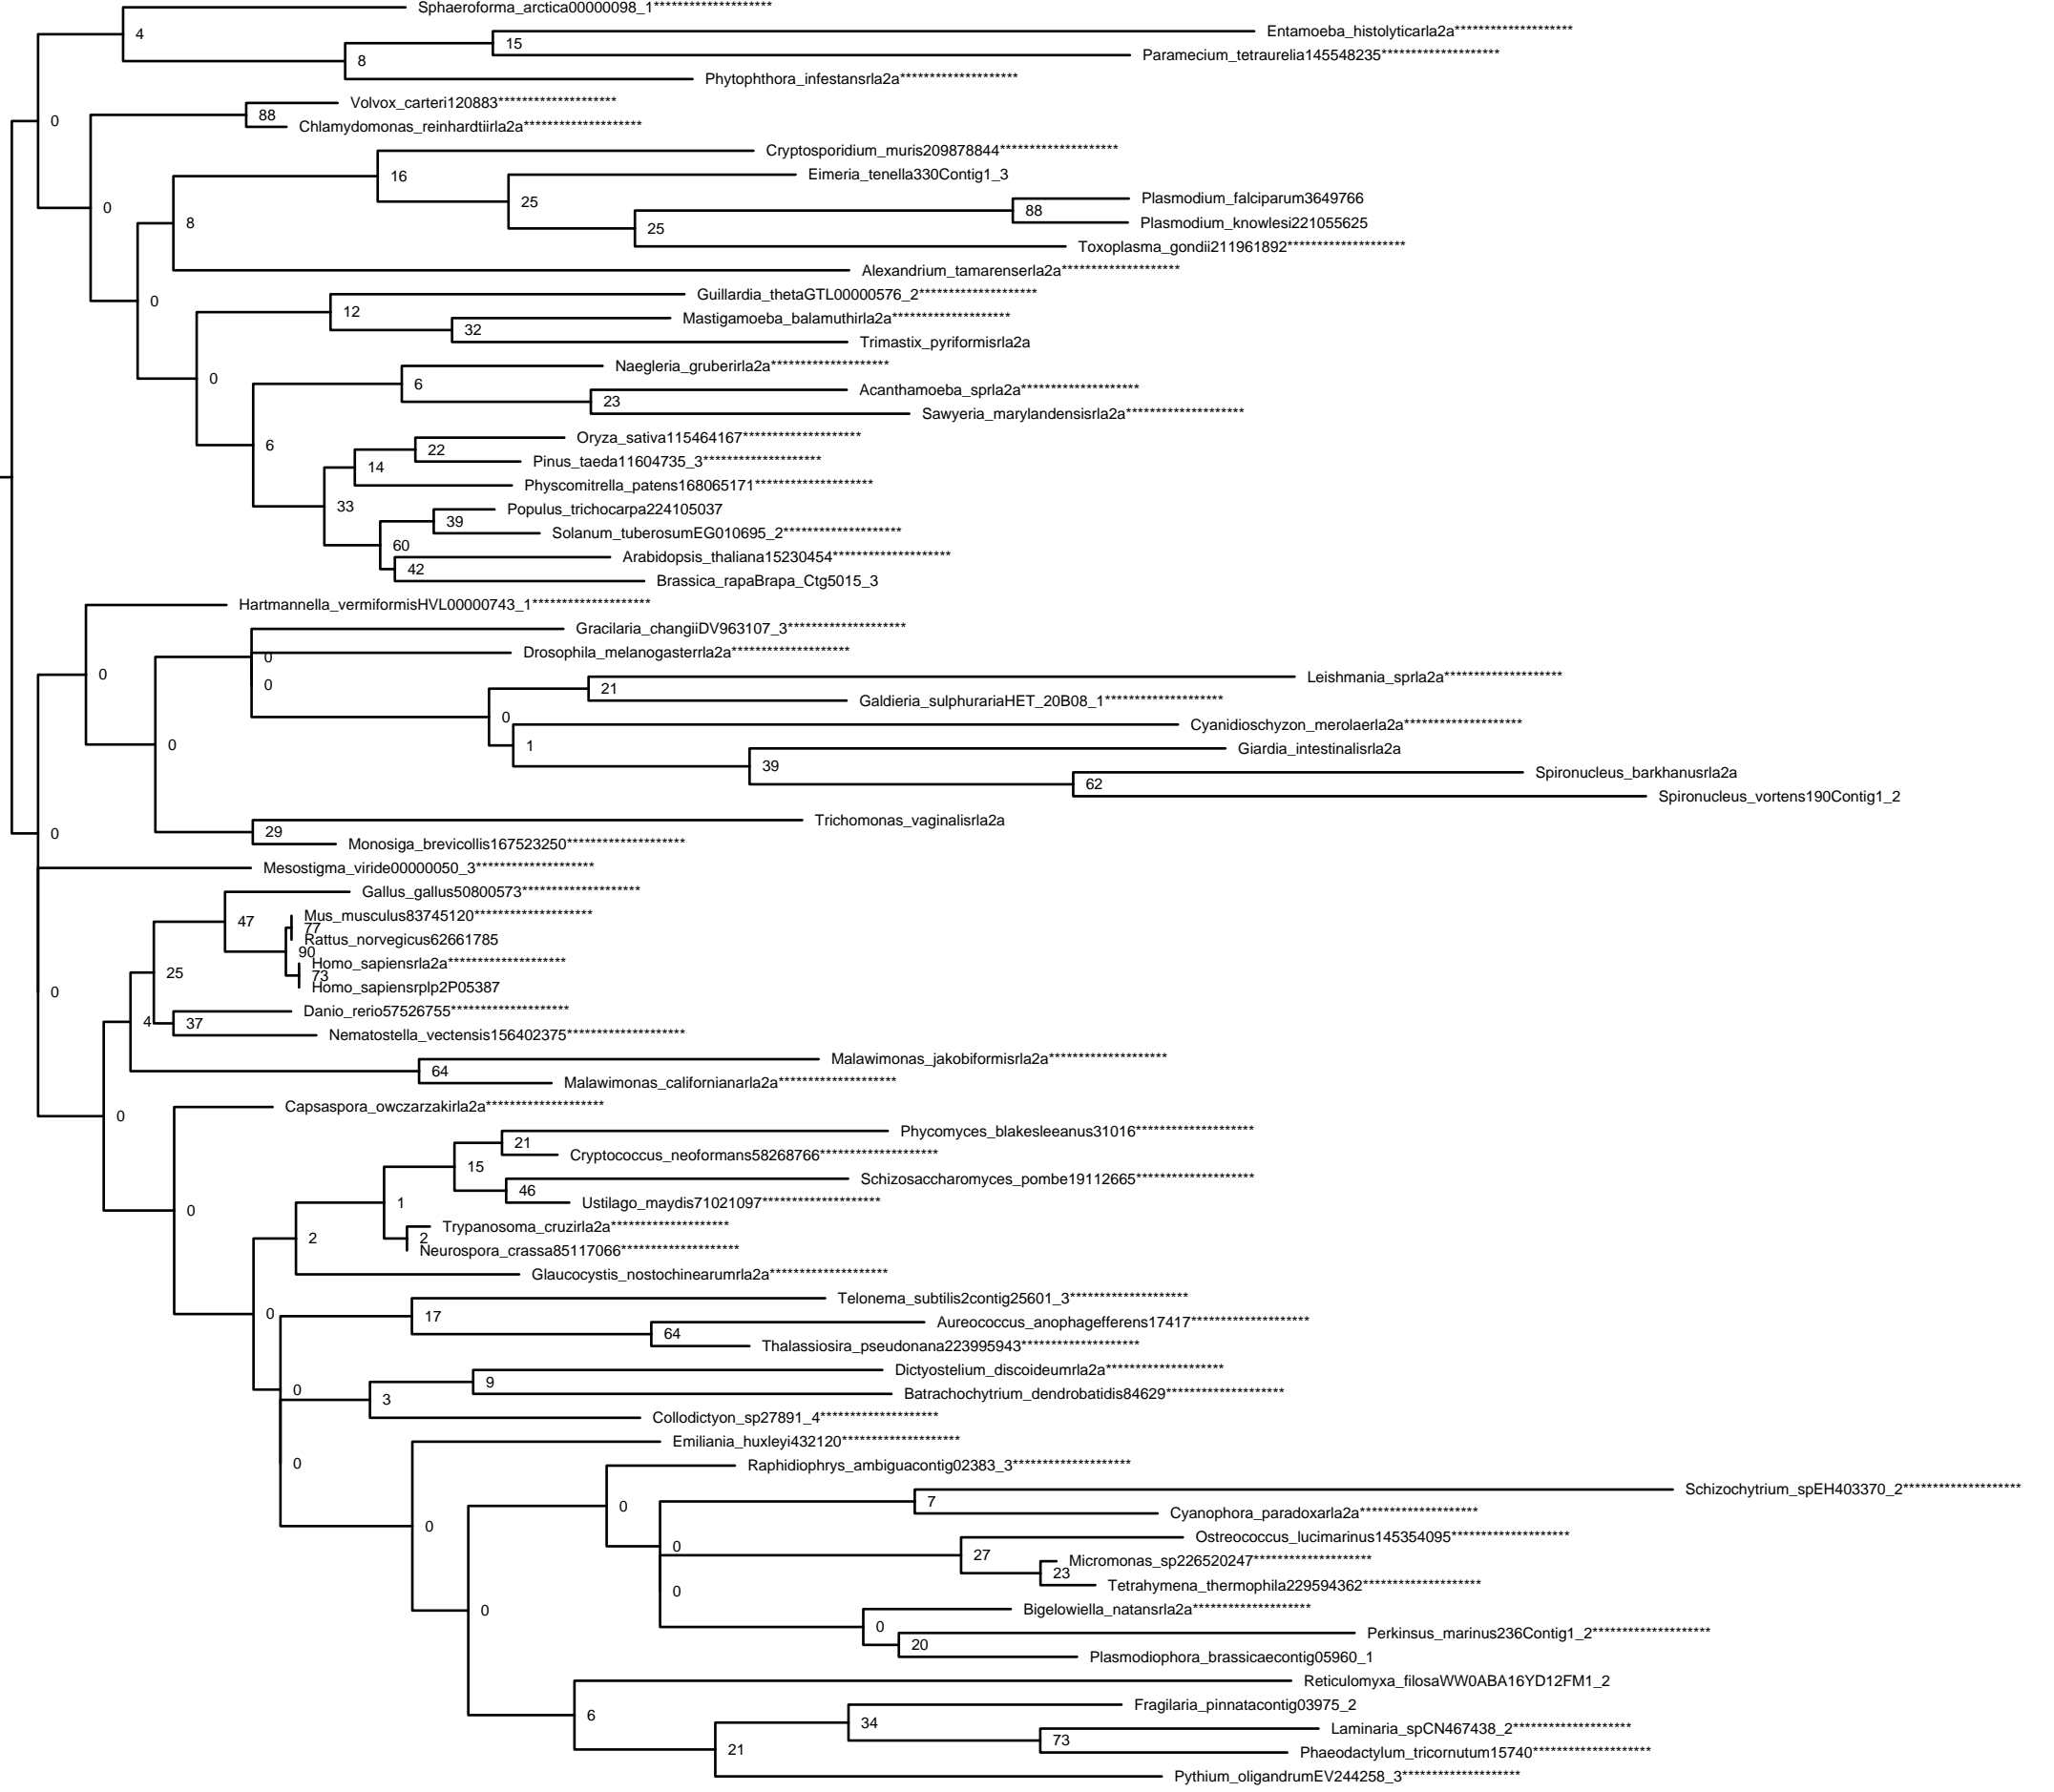 Sphaeroforma_arctica00000098_1********************
4
Entamoeba_histolyticarla2a********************
15
Paramecium_tetraurelia145548235********************
8
Phytophthora_infestansrla2a********************
Volvox_carteri120883********************
88
0
Chlamydomonas_reinhardtiirla2a********************
Cryptosporidium_muris209878844********************
16
Eimeria_tenella330Contig1_3
25
Plasmodium_falciparum3649766
88
0
8
Plasmodium_knowlesi221055625
25
Toxoplasma_gondii211961892********************
Alexandrium_tamarenserla2a********************
0
Guillardia_thetaGTL00000576_2********************
12
Mastigamoeba_balamuthirla2a********************
32
Trimastix_pyriformisrla2a
Naegleria_gruberirla2a********************
0
6
Acanthamoeba_sprla2a********************
23
Sawyeria_marylandensisrla2a********************
Oryza_sativa115464167********************
6
22
Pinus_taeda11604735_3********************
14
Physcomitrella_patens168065171********************
33
Populus_trichocarpa224105037
39
Solanum_tuberosumEG010695_2********************
60
Arabidopsis_thaliana15230454********************
42
Brassica_rapaBrapa_Ctg5015_3
Hartmannella_vermiformisHVL00000743_1********************
Gracilaria_changiiDV963107_3********************
Drosophila_melanogasterrla2a********************
0
0
Leishmania_sprla2a********************
0
21
Galdieria_sulphurariaHET_20B08_1********************
0
Cyanidioschyzon_merolaerla2a********************
0
1
Giardia_intestinalisrla2a
39
Spironucleus_barkhanusrla2a
62
Spironucleus_vortens190Contig1_2
Trichomonas_vaginalisrla2a
0
29
Monosiga_brevicollis167523250********************
Mesostigma_viride00000050_3********************
Gallus_gallus50800573********************
47
Mus_musculus83745120********************
77
Rattus_norvegicus62661785
90
Homo_sapiensrla2a********************
25
73
Homo_sapiensrplp2P05387
0
Danio_rerio57526755********************
4
37
Nematostella_vectensis156402375********************
Malawimonas_jakobiformisrla2a********************
64
Malawimonas_californianarla2a********************
0
Capsaspora_owczarzakirla2a********************
Phycomyces_blakesleeanus31016********************
21
Cryptococcus_neoformans58268766********************
15
Schizosaccharomyces_pombe19112665********************
46
1
Ustilago_maydis71021097********************
0
Trypanosoma_cruzirla2a********************
2
2
Neurospora_crassa85117066********************
Glaucocystis_nostochinearumrla2a********************
Telonema_subtilis2contig25601_3********************
0
17
Aureococcus_anophagefferens17417********************
64
Thalassiosira_pseudonana223995943********************
Dictyostelium_discoideumrla2a********************
0
9
Batrachochytrium_dendrobatidis84629********************
3
Collodictyon_sp27891_4********************
Emiliania_huxleyi432120********************
0
Raphidiophrys_ambiguacontig02383_3********************
Schizochytrium_spEH403370_2********************
7
0
Cyanophora_paradoxarla2a********************
0
Ostreococcus_lucimarinus145354095********************
0
27
Micromonas_sp226520247********************
23
Tetrahymena_thermophila229594362********************
0
Bigelowiella_natansrla2a********************
0
0
Perkinsus_marinus236Contig1_2********************
20
Plasmodiophora_brassicaecontig05960_1
Reticulomyxa_filosaWW0ABA16YD12FM1_2
Fragilaria_pinnatacontig03975_2
6
34
Laminaria_spCN467438_2********************
73
21
Phaeodactylum_tricornutum15740********************
Pythium_oligandrumEV244258_3********************